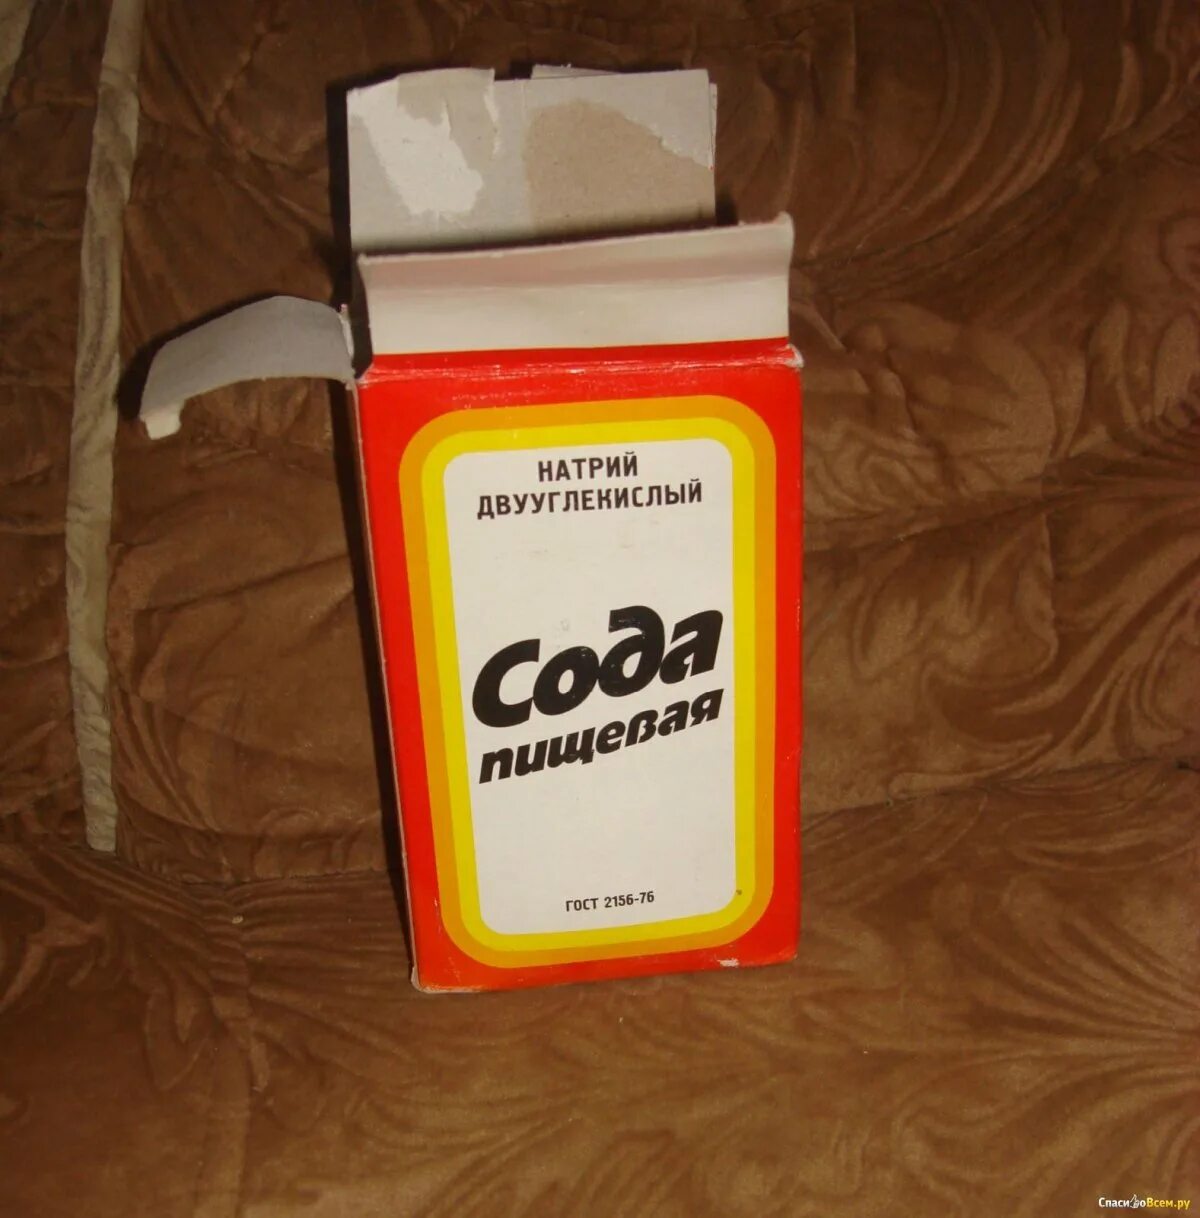 НАТРИЙ
ДВУУГЛЕКИСЛЫЙ
Сода
пищевая
ГОСТ 2156-76
СпасибоВсем.ру